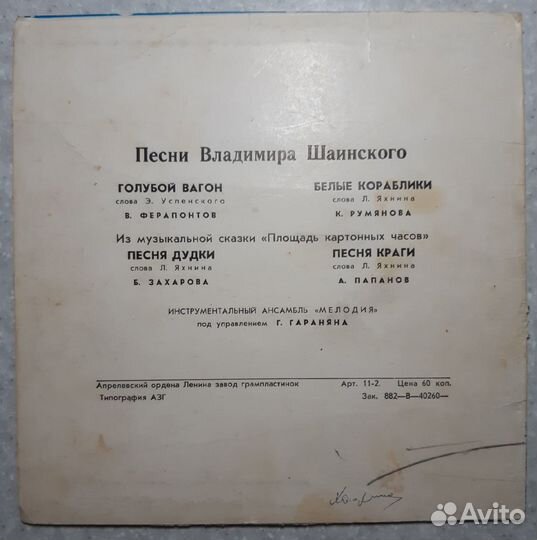 Песни Владимира Шаинского
ГОЛУБОЙ ВАГОН БЕЛЫЕ КОРАБЛИКИ
слова Э. Успенского слова Л. Яхнина
В. ФЕРАПОНТОВ К. РУМЯНОВА
Из музыкальной сказки «Площадь картонных часов»
ПЕСНЯ ДУДКИ ПЕСНЯ КРАГИ
слова Л. Яхнина слова Л. Яхнина
Б. ЗАХАРОВА А. ПАПАНОВ
ИНСТРУМЕНТАЛЬНЫЙ АНСАМБЛЬ «МЕЛОДИЯ»
под управлением Г. ГАРАНЯНА
Апрелевский ордена Ленина завод грампластинок Арт. 11-2. Цена 60 коп.
Типография АЗГ Зак. 882—В—40260—
Avito